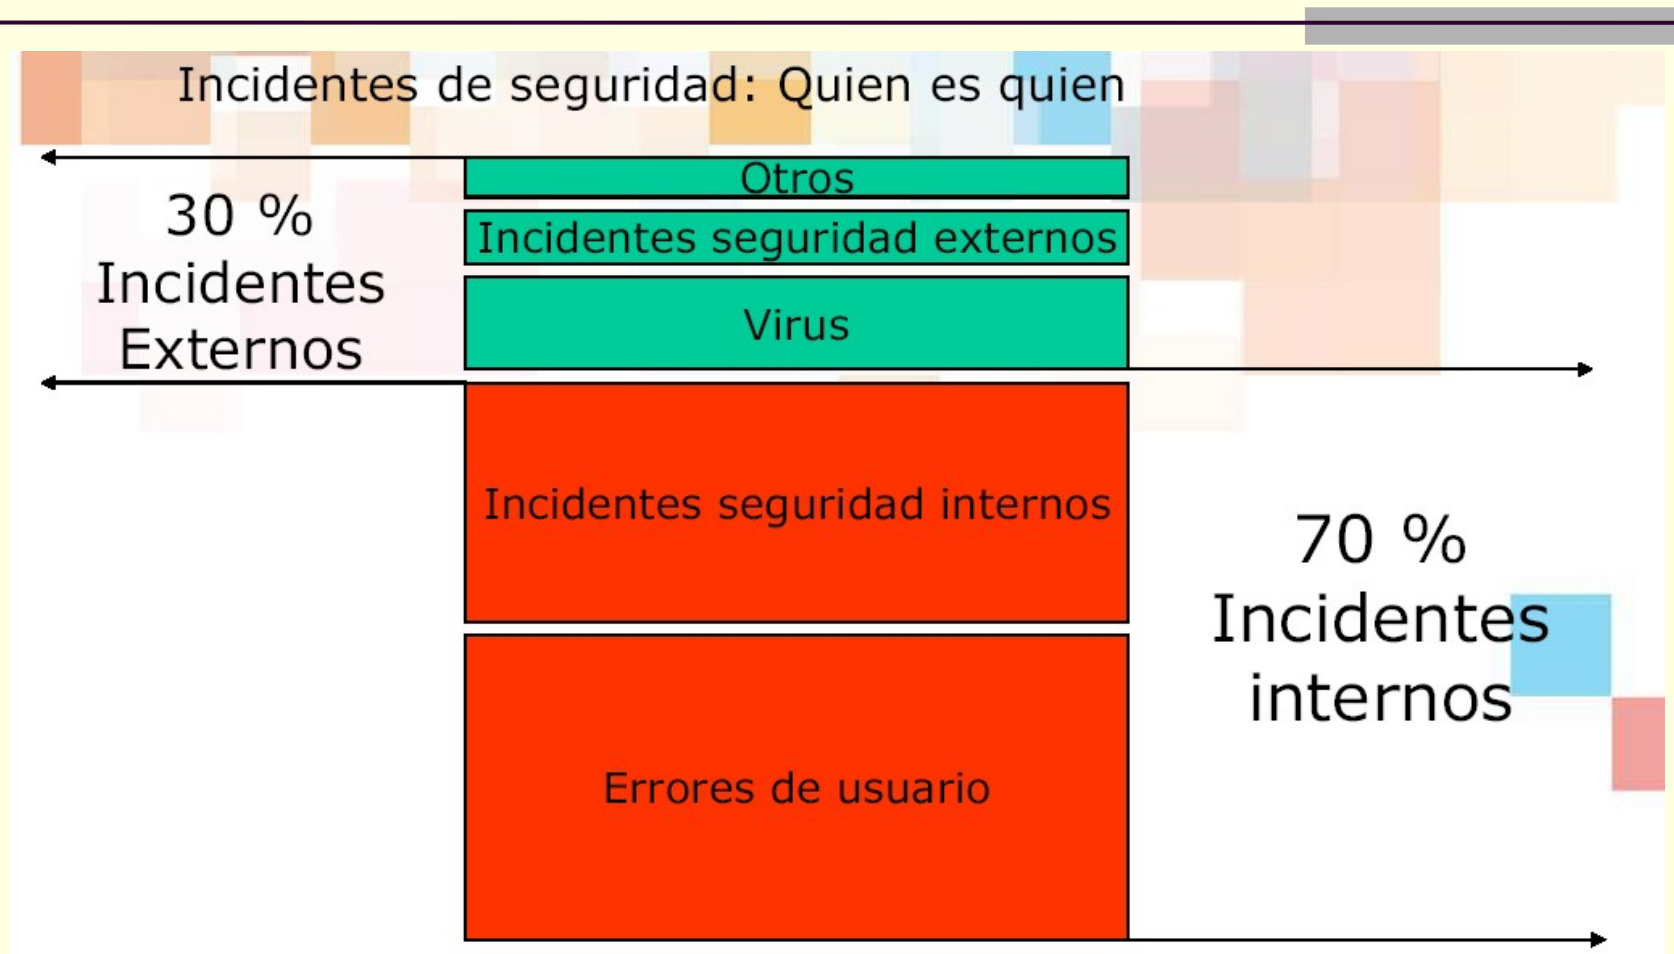 Incidentes de seguridad: Quien es quien
Otros
30 %
Incidentes
Externos
Incidentes seguridad externos
Virus
Incidentes seguridad internos
70 %
Incidentes
internos
Errores de usuario